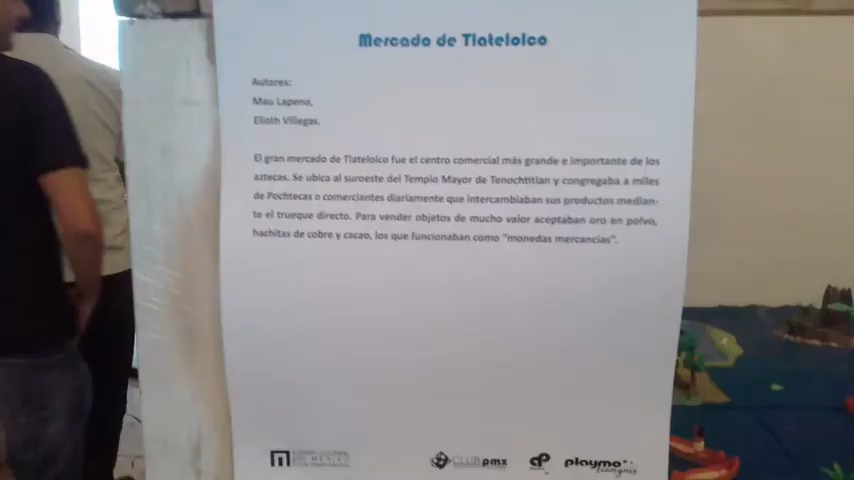 Mercado de Tlatelolco
Autores:
Mau Lapeno,
Elioth Villegas.
El gran mercado de Tlatelolco fue el centro comercial más grande e importante de los
aztecas. Se ubica al suroeste del Templo Mayor de Tenochtitlan y congregaba a miles
de Pochtecas o comerciantes diariamente que intercambiaban sus productos median-
te el trueque directo. Para vender objetos de mucho valor aceptaban oro en polvo,
hachitas de cobre y cacao, los que funcionaban como "monedas mercancías".
CLUB pmx
playmo